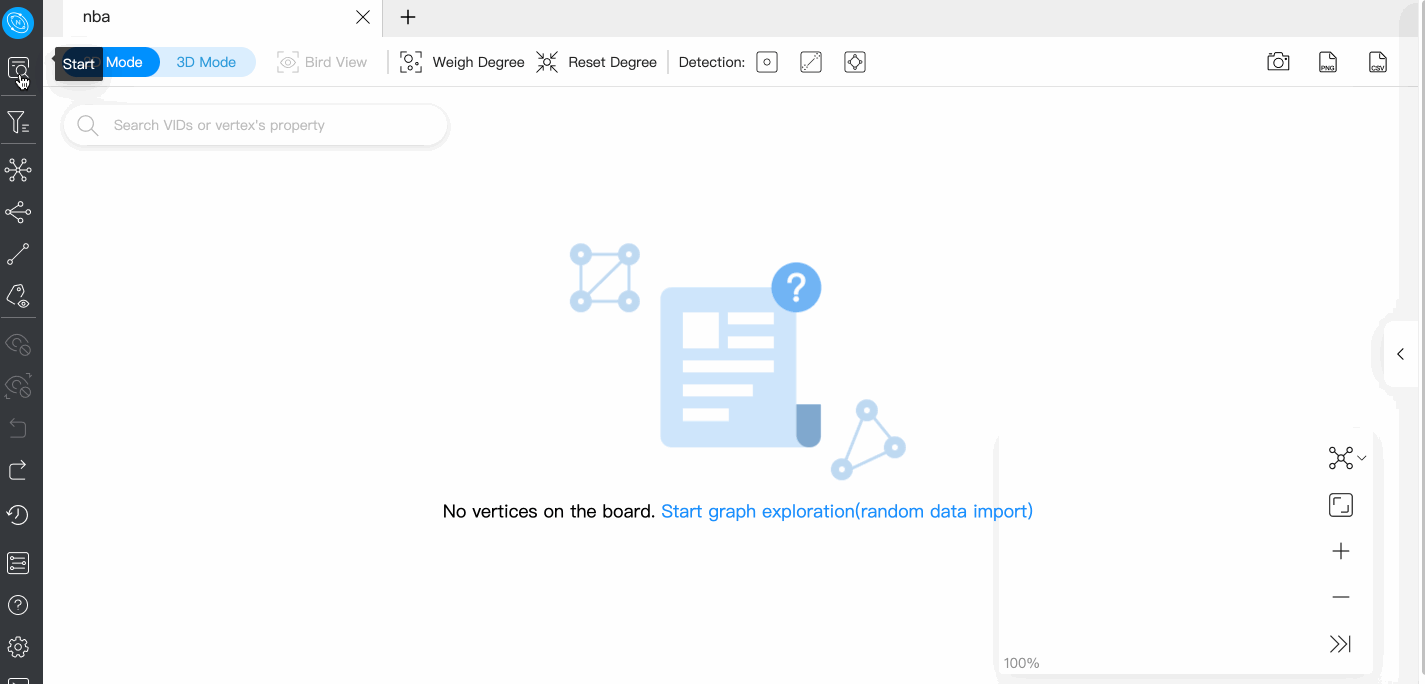 nba
Start
D Mode
3D Mode
Bird View
Weigh Degree
Reset Degree
Detection:
PNG
CSV
Search VIDs or vertex's property
?
No vertices on the board. Start graph exploration(random data import)
100%